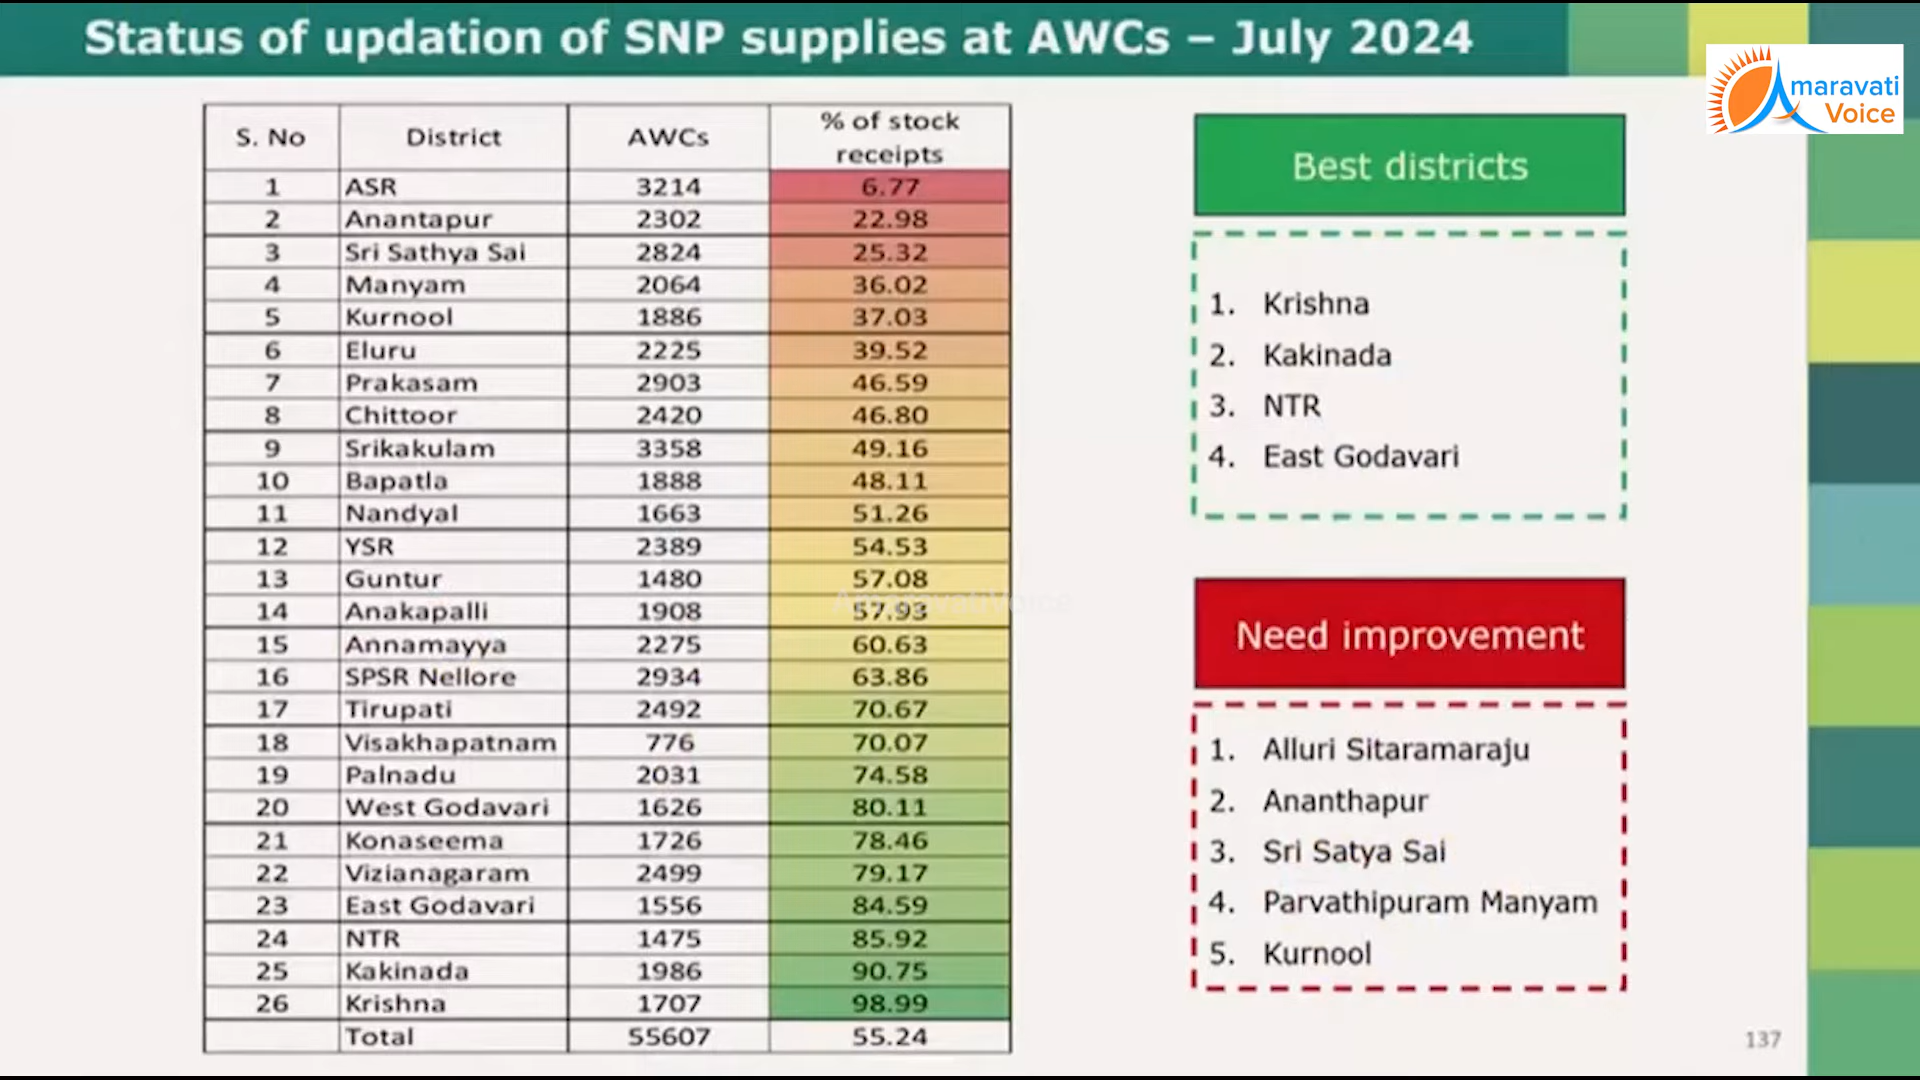 Status of updation of SNP supplies at AWCs – July 2024
Amaravati
Voice
S. No District AWCs % of stock receipts
1 ASR 3214 6.77
2 Anantapur 2302 22.98
3 Sri Sathya Sai 2824 25.32
4 Manyam 2064 36.02
5 Kurnool 1886 37.03
6 Eluru 2225 39.52
7 Prakasam 2903 46.59
8 Chittoor 2420 46.80
9 Srikakulam 3358 49.16
10 Bapatla 1888 48.11
11 Nandyal 1663 51.26
12 YSR 2389 54.53
13 Guntur 1480 57.08
14 Anakapalli 1908 57.93
15 Annamayya 2275 60.63
16 SPSR Nellore 2934 63.86
17 Tirupati 2492 70.67
18 Visakhapatnam 776 70.07
19 Palnadu 2031 74.58
20 West Godavari 1626 80.11
21 Konaseema 1726 78.46
22 Vizianagaram 2499 79.17
23 East Godavari 1556 84.59
24 NTR 1475 85.92
25 Kakinada 1986 90.75
26 Krishna 1707 98.99
Total 55607 55.24
AmaravatiVoice
Best districts
1. Krishna
2. Kakinada
3. NTR
4. East Godavari
Need improvement
1. Alluri Sitaramaraju
2. Ananthapur
3. Sri Satya Sai
4. Parvathipuram Manyam
5. Kurnool
137